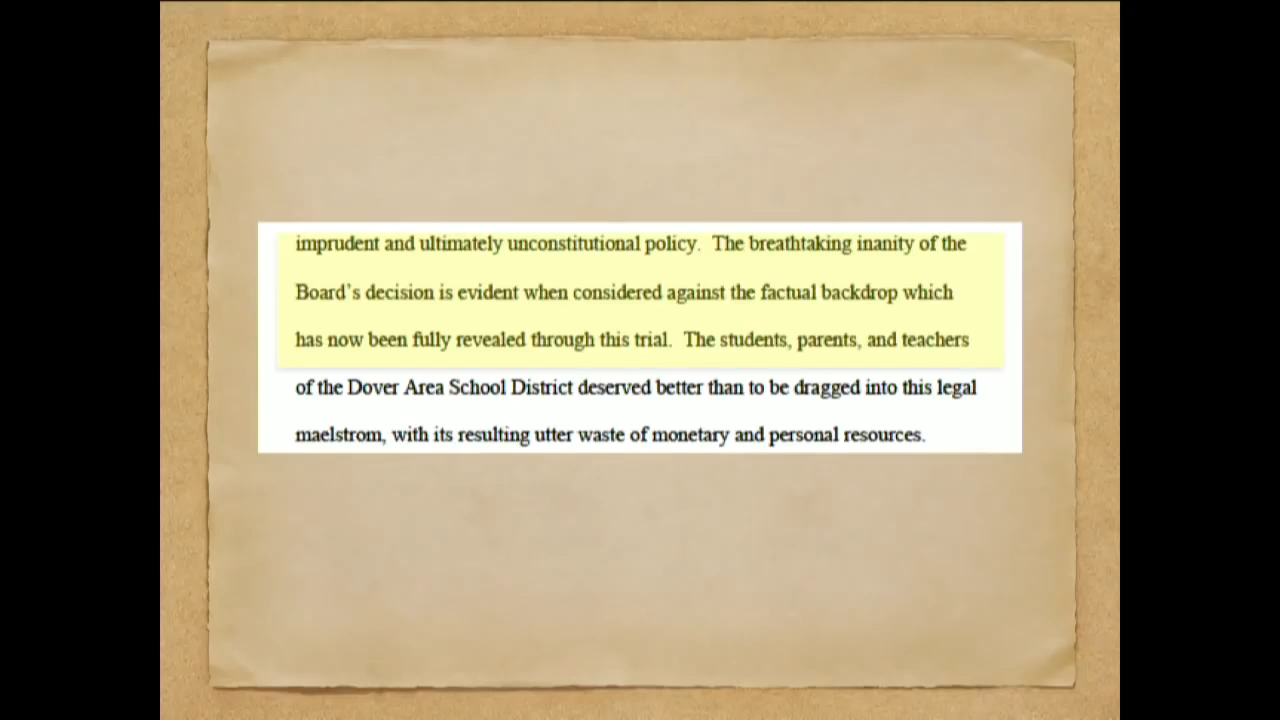 imprudent and ultimately unconstitutional policy.  The breathtaking inanity of the
Board's decision is evident when considered against the factual backdrop which
has now been fully revealed through this trial.  The students, parents, and teachers
of the Dover Area School District deserved better than to be dragged into this legal
maelstrom, with its resulting utter waste of monetary and personal resources.